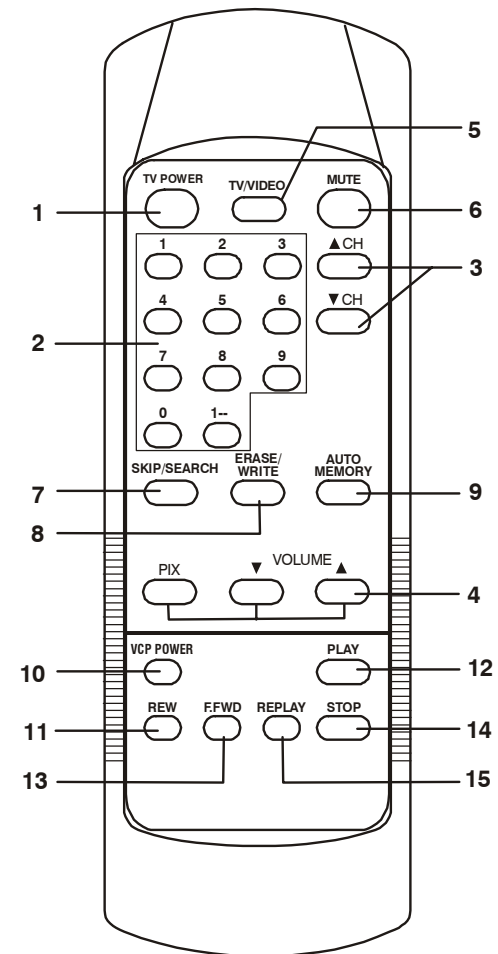 5
TV POWER TV/VIDEO MUTE
1 6
1 2 3 ▲CH
3
4 5 6 ▼CH
2
7 8 9
0 1--
SKIP/SEARCH ERASE/ AUTO
WRITE MEMORY
7 9
8
PIX ▼ VOLUME ▲
4
VCP POWER PLAY
10 12
REW F.FWD REPLAY STOP
11 14
13 15